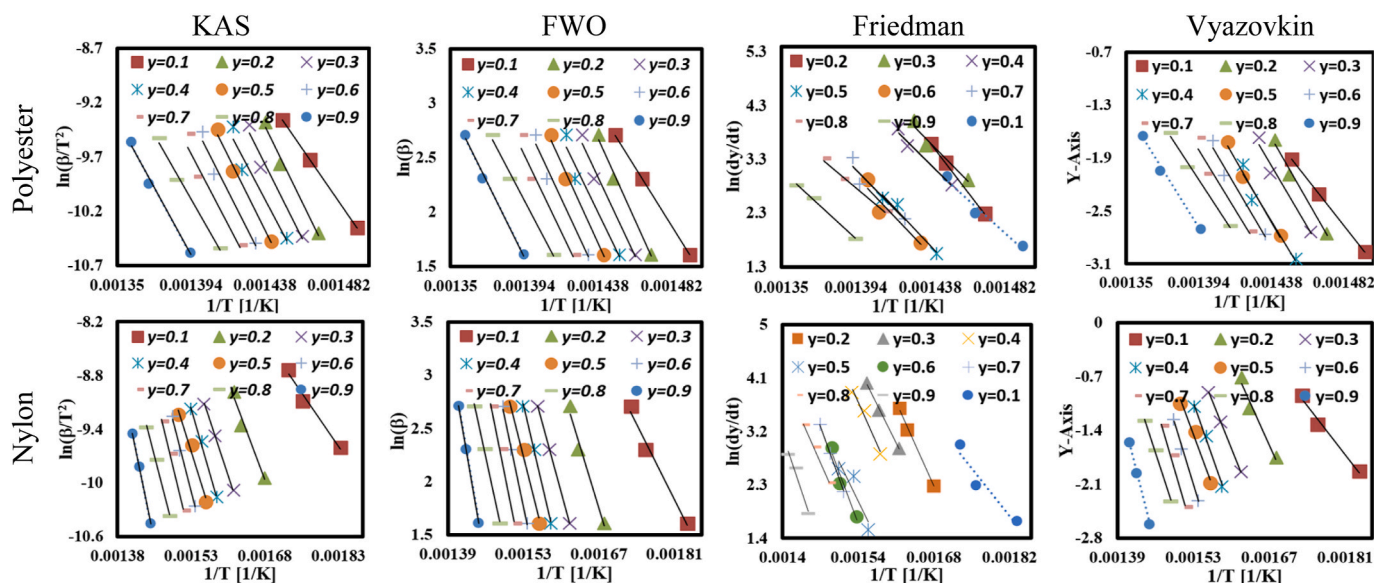 KAS FWO Friedman Vyazovkin
Polyester
-8.7
-9.2
-9.7
-10.2
-10.7
ln(β/T²)
y=0.1 y=0.2 y=0.3
y=0.4 y=0.5 y=0.6
y=0.7 y=0.8 y=0.9
0.00135 0.001394 0.001438 0.001482
1/T [1/K]
3.5
3
2.5
2
1.5
ln(β)
y=0.1 y=0.2 y=0.3
y=0.4 y=0.5 y=0.6
y=0.7 y=0.8 y=0.9
0.00135 0.001394 0.001438 0.001482
1/T [1/K]
5.3
4.3
3.3
2.3
1.3
ln(dy/dt)
y=0.2 y=0.3 y=0.4
y=0.5 y=0.6 y=0.7
y=0.8 y=0.9 y=0.1
0.00135 0.001394 0.001438 0.001482
1/T [1/K]
-0.7
-1.3
-1.9
-2.5
-3.1
Y-Axis
y=0.1 y=0.2 y=0.3
y=0.4 y=0.5 y=0.6
y=0.7 y=0.8 y=0.9
0.00135 0.001394 0.001438 0.001482
1/T [1/K]
Nylon
-8.2
-8.8
-9.4
-10
-10.6
ln(β/T²)
y=0.1 y=0.2 y=0.3
y=0.4 y=0.5 y=0.6
y=0.7 y=0.8 y=0.9
0.00138 0.00153 0.00168 0.00183
1/T [1/K]
3.5
3
2.5
2
1.5
ln(β)
y=0.1 y=0.2 y=0.3
y=0.4 y=0.5 y=0.6
y=0.7 y=0.8 y=0.9
0.00139 0.00153 0.00167 0.00181
1/T [1/K]
5
4.1
3.2
2.3
1.4
ln(dy/dt)
y=0.2 y=0.3 y=0.4
y=0.5 y=0.6 y=0.7
y=0.8 y=0.9 y=0.1
0.0014 0.00154 0.00168 0.00182
1/T [1/K]
0
-0.7
-1.4
-2.1
-2.8
Y-Axis
y=0.1 y=0.2 y=0.3
y=0.4 y=0.5 y=0.6
y=0.7 y=0.8 y=0.9
0.00139 0.00153 0.00167 0.00181
1/T [1/K]